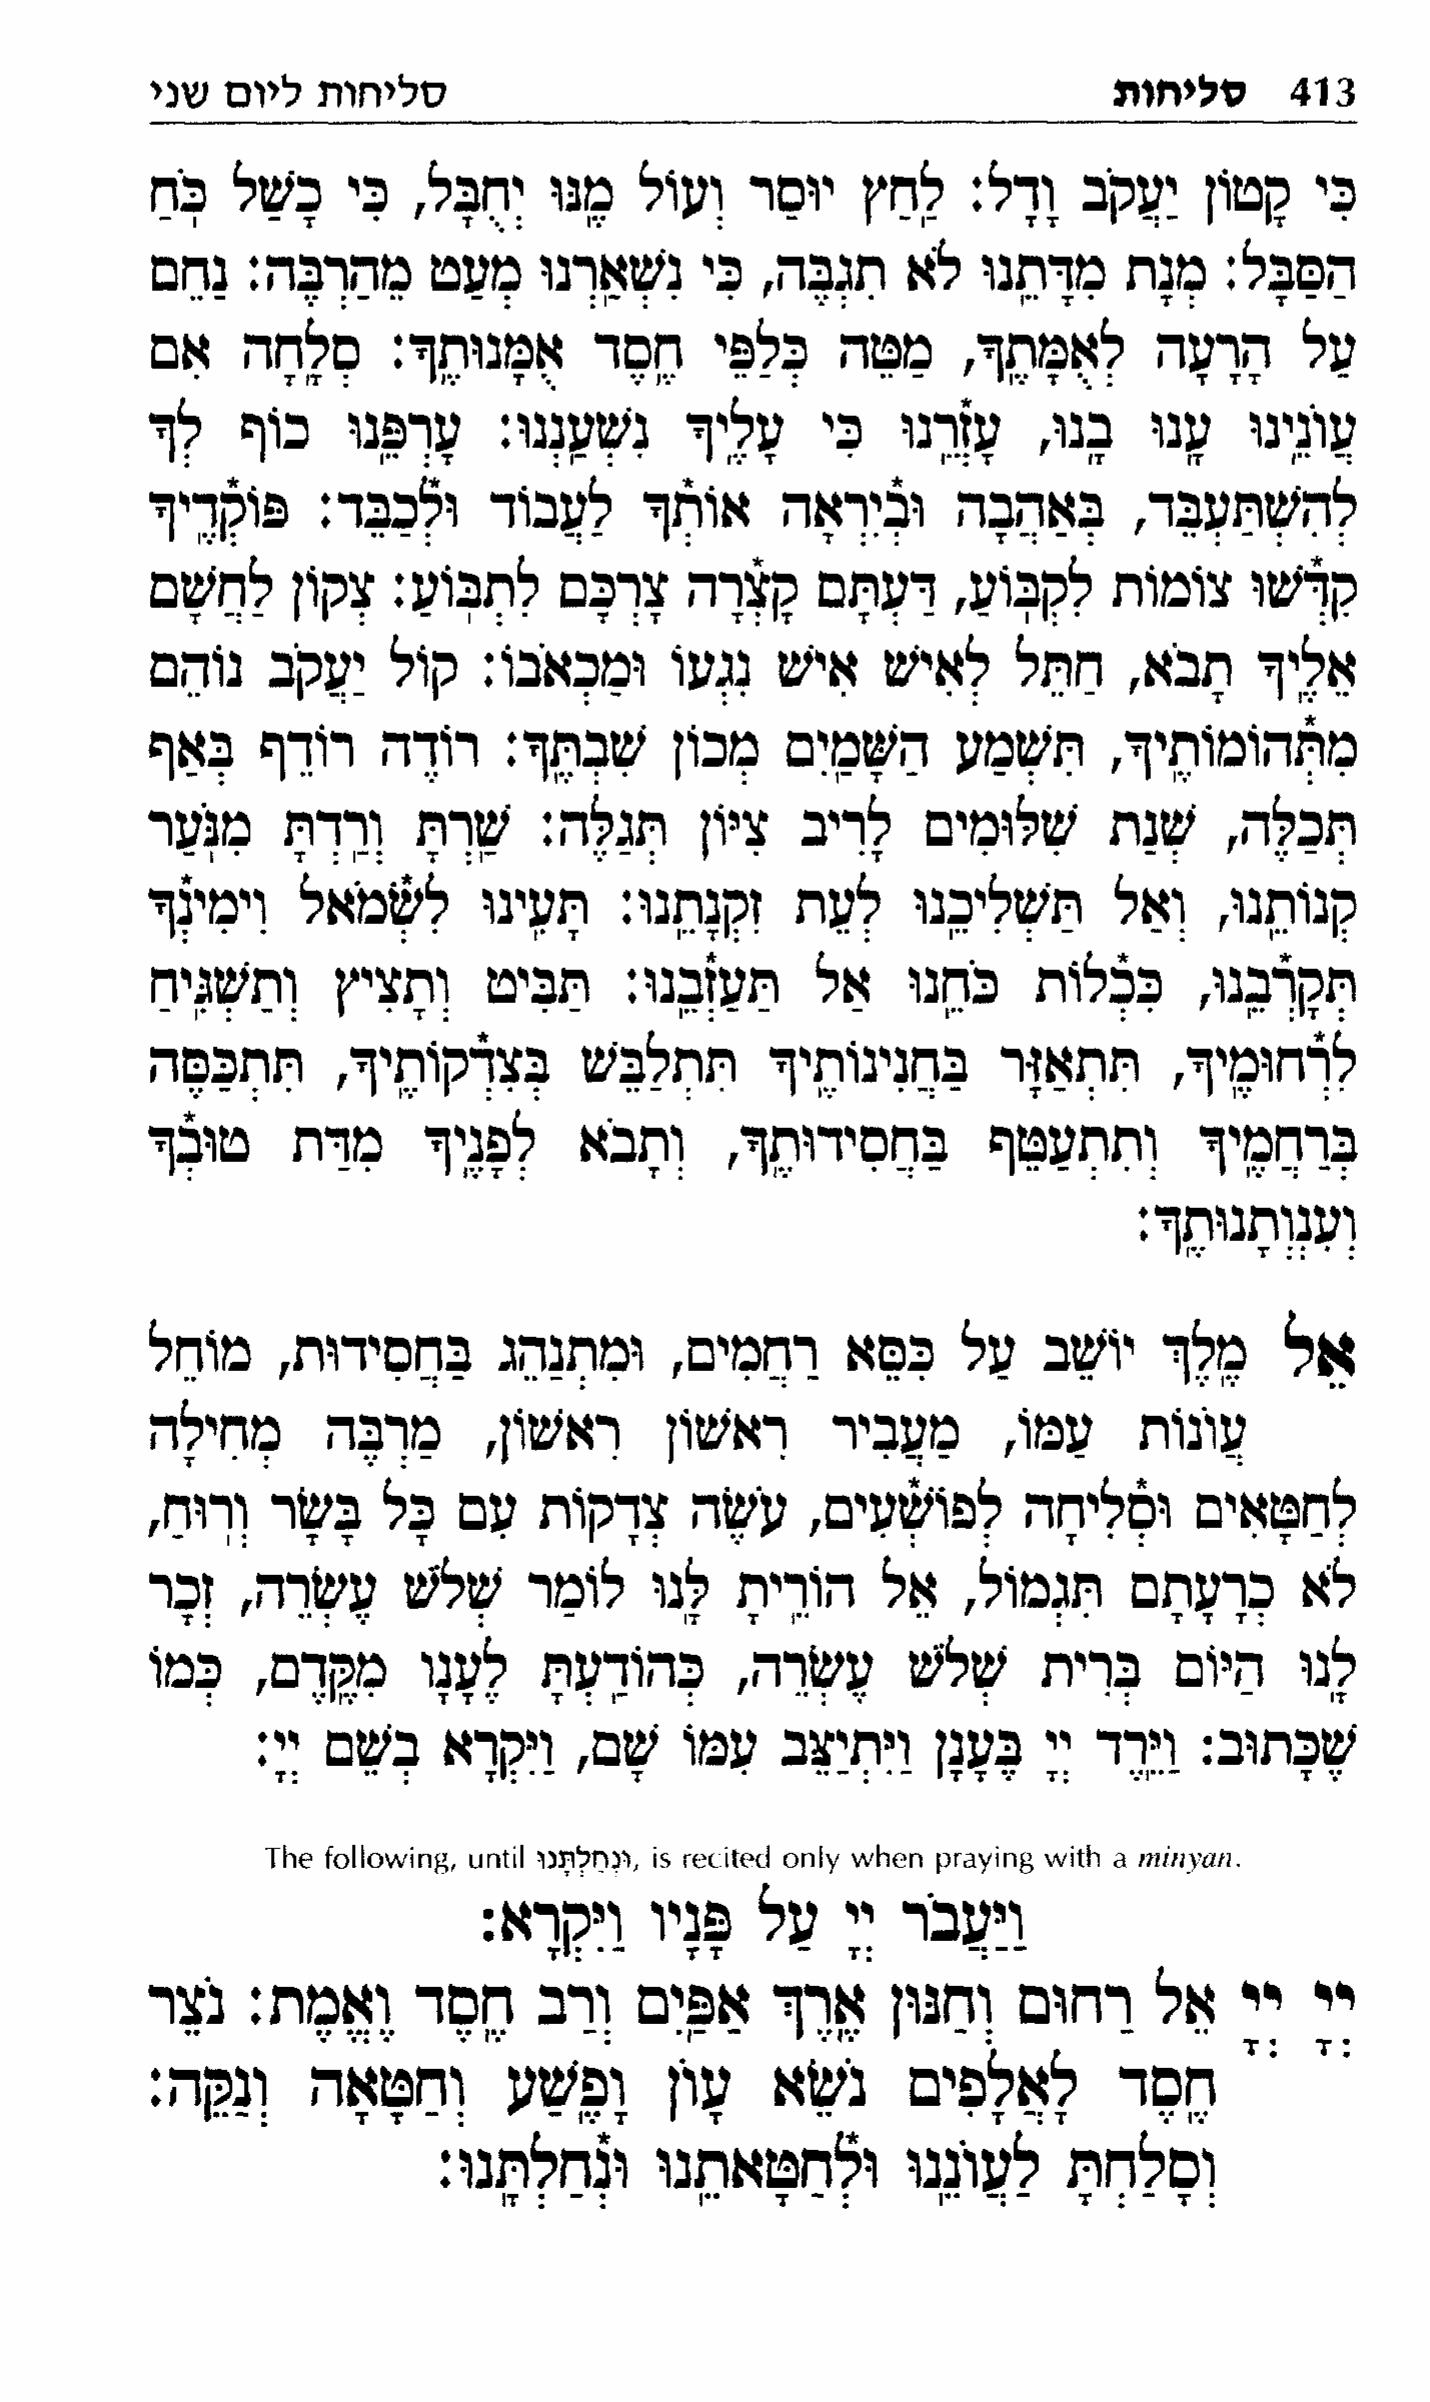 413 סליחות סליחות ליום שני
כִּי קָטוֹן יַעֲקֹב וָדָל: לַֽחַץ יוּסַר וְעוֹל מֶֽנּוּ יְחֻבָּל, כִּי כָשַׁל כֹּֽחַ
הַסַּבָּל: מְנָת מִדָּתֵֽנוּ לֹא תִגְבֶּה, כִּי נִשְׁאַֽרְנוּ מְעַט מֵהַרְבֵּה: נַחֵם
עַל הָרָעָה לְאֻמָּתֶֽךָ, מַטֵּה כְּלַפֵּי חֶֽסֶד אֻמָּנוּתֶֽךָ: סְלָֽחָה אִם
עֲוֹנֵֽינוּ עָֽנוּ בָֽנוּ, עָזְ֯רֵֽנוּ כִּי עָלֶֽיךָ נִשְׁעַֽנְנוּ: עָרְפֵּֽנוּ כוֹף לְךָ
לְהִשְׁתַּעְבֵּד, בְּאַהֲבָה וּבְ֯יִרְאָה אוֹתְ֯ךָ לַעֲבוֹד וּלְ֯כַבֵּד: פּוֹקְ֯דֶֽיךָ
קִדְּ֯שׁוּ צוֹמוֹת לִקְבּֽוֹעַ, דַּעְתָּם קָצְ֯רָה צָרְכָּם לִתְבּֽוֹעַ: צְקוֹן לַחֲשָׁם
אֵלֶֽיךָ תָבֹא, חַתֵּל לְאִישׁ אִישׁ נִגְעוֹ וּמַכְאֹבוֹ: קוֹל יַעֲקֹב נוֹהֵם
מִתְּ֯הוֹמוֹתֶֽיךָ, תִּשְׁמַע הַשָּׁמַֽיִם מְכוֹן שִׁבְתֶּֽךָ: רוֹדֶה רוֹדֵף בְּאַף
תְּכַלֶּה, שְׁנַת שִׁלּוּמִים לָרִיב צִיּוֹן תְּגַלֶּה: שַֽׁרְתָּ וְרַֽדְתָּ מִנֹּֽעַר
קְנוֹתֵֽנוּ, וְאַל תַּשְׁלִיכֵֽנוּ לְעֵת זִקְנָתֵֽנוּ: תָּעִֽינוּ לִשְׂ֯מֹאל וִימִינְ֯ךָ
תְּקָרְ֯בֵֽנוּ, כִּכְ֯לוֹת כֹּחֵֽנוּ אַל תַּעַזְ֯בֵֽנוּ: תַּבִּיט וְתָצִיץ וְתַשְׁגִּֽיחַ
לִרְ֯חוּמֶֽיךָ, תִּתְאַזָּר בַּחֲנִינוֹתֶֽיךָ תִּתְלַבֵּשׁ בְּצִדְ֯קוֹתֶֽיךָ, תִּתְכַּסֶּה
בְּרַחֲמֶֽיךָ וְתִתְעַטֵּף בַּחֲסִידוּתֶֽךָ, וְתָבֹא לְפָנֶֽיךָ מִדַּת טוּבְ֯ךָ
וְעִנְוְתָנוּתֶֽךָ:
אֵל מֶֽלֶךְ יוֹשֵׁב עַל כִּסֵּא רַחֲמִים, וּמִתְנַהֵג בַּחֲסִידוּת, מוֹחֵל
עֲוֹנוֹת עַמּוֹ, מַעֲבִיר רִאשׁוֹן רִאשׁוֹן, מַרְבֶּה מְחִילָה
לְחַטָּאִים וּסְ֯לִיחָה לְפוֹשְׁ֯עִים, עֹשֶׂה צְדָקוֹת עִם כָּל בָּשָׂר וְרֽוּחַ,
לֹא כְרָעָתָם תִּגְמוֹל, אֵל הוֹרֵֽיתָ לָּֽנוּ לוֹמַר שְׁלֹשׁ עֶשְׂרֵה, זְכָר
לָֽנוּ הַיּוֹם בְּרִית שְׁלֹשׁ עֶשְׂרֵה, כְּהוֹדַֽעְתָּ לֶעָנָו מִקֶּֽדֶם, כְּמוֹ
שֶׁכָּתוּב: וַיֵּֽרֶד יְיָ בֶּעָנָן וַיִּתְיַצֵּב עִמּוֹ שָׁם, וַיִּקְרָא בְשֵׁם יְיָ:
The following, until וּנְחַלְתָּנוּ, is recited only when praying with a minyan.
וַיַּעֲבֹר יְיָ עַל פָּנָיו וַיִּקְרָא:
יְיָ יְיָ אֵל רַחוּם וְחַנּוּן אֶֽרֶךְ אַפַּֽיִם וְרַב חֶֽסֶד וֶאֱמֶת: נֹצֵר
חֶֽסֶד לָאֲלָפִים נֹשֵׂא עָוֹן וָפֶֽשַׁע וְחַטָּאָה וְנַקֵּה:
וְסָלַחְתָּ לַעֲוֹנֵֽנוּ וּלְ֯חַטָּאתֵֽנוּ וּנְ֯חַלְתָּֽנוּ: